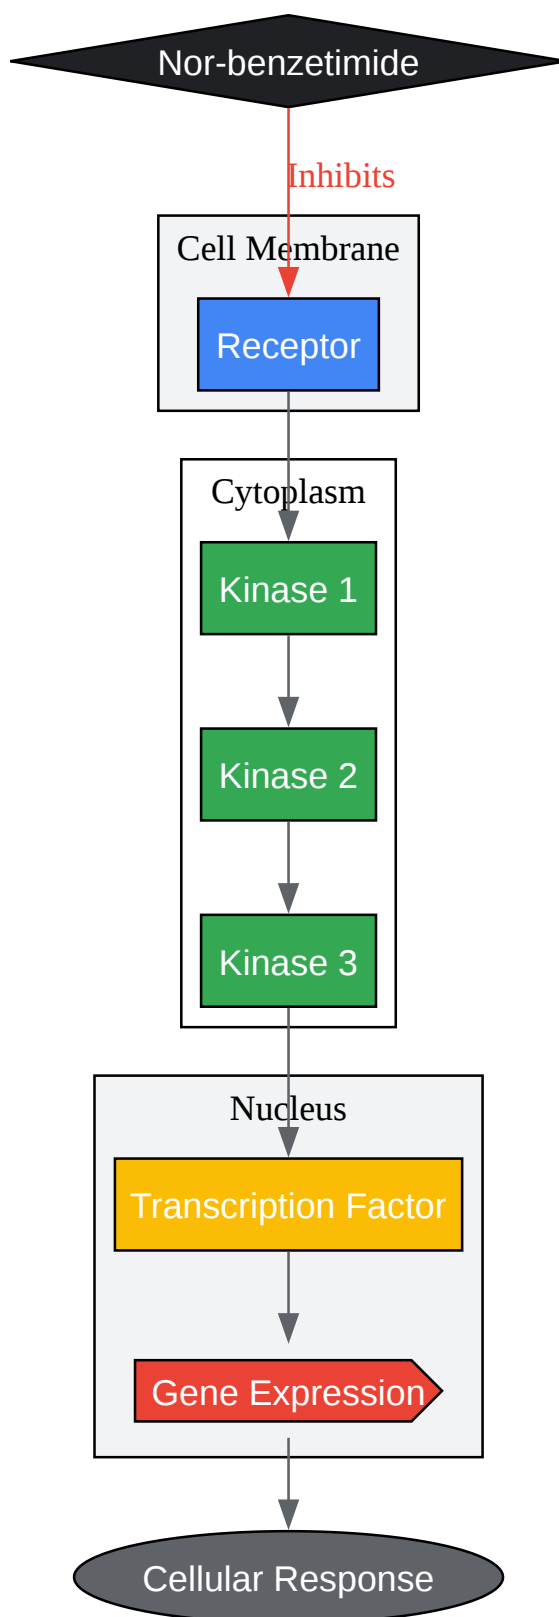 Nor-benzetimide
Inhibits
Cell Membrane
Receptor
Cytoplasm
Kinase 1
Kinase 2
Kinase 3
Nucleus
Transcription Factor
Gene Expression
Cellular Response